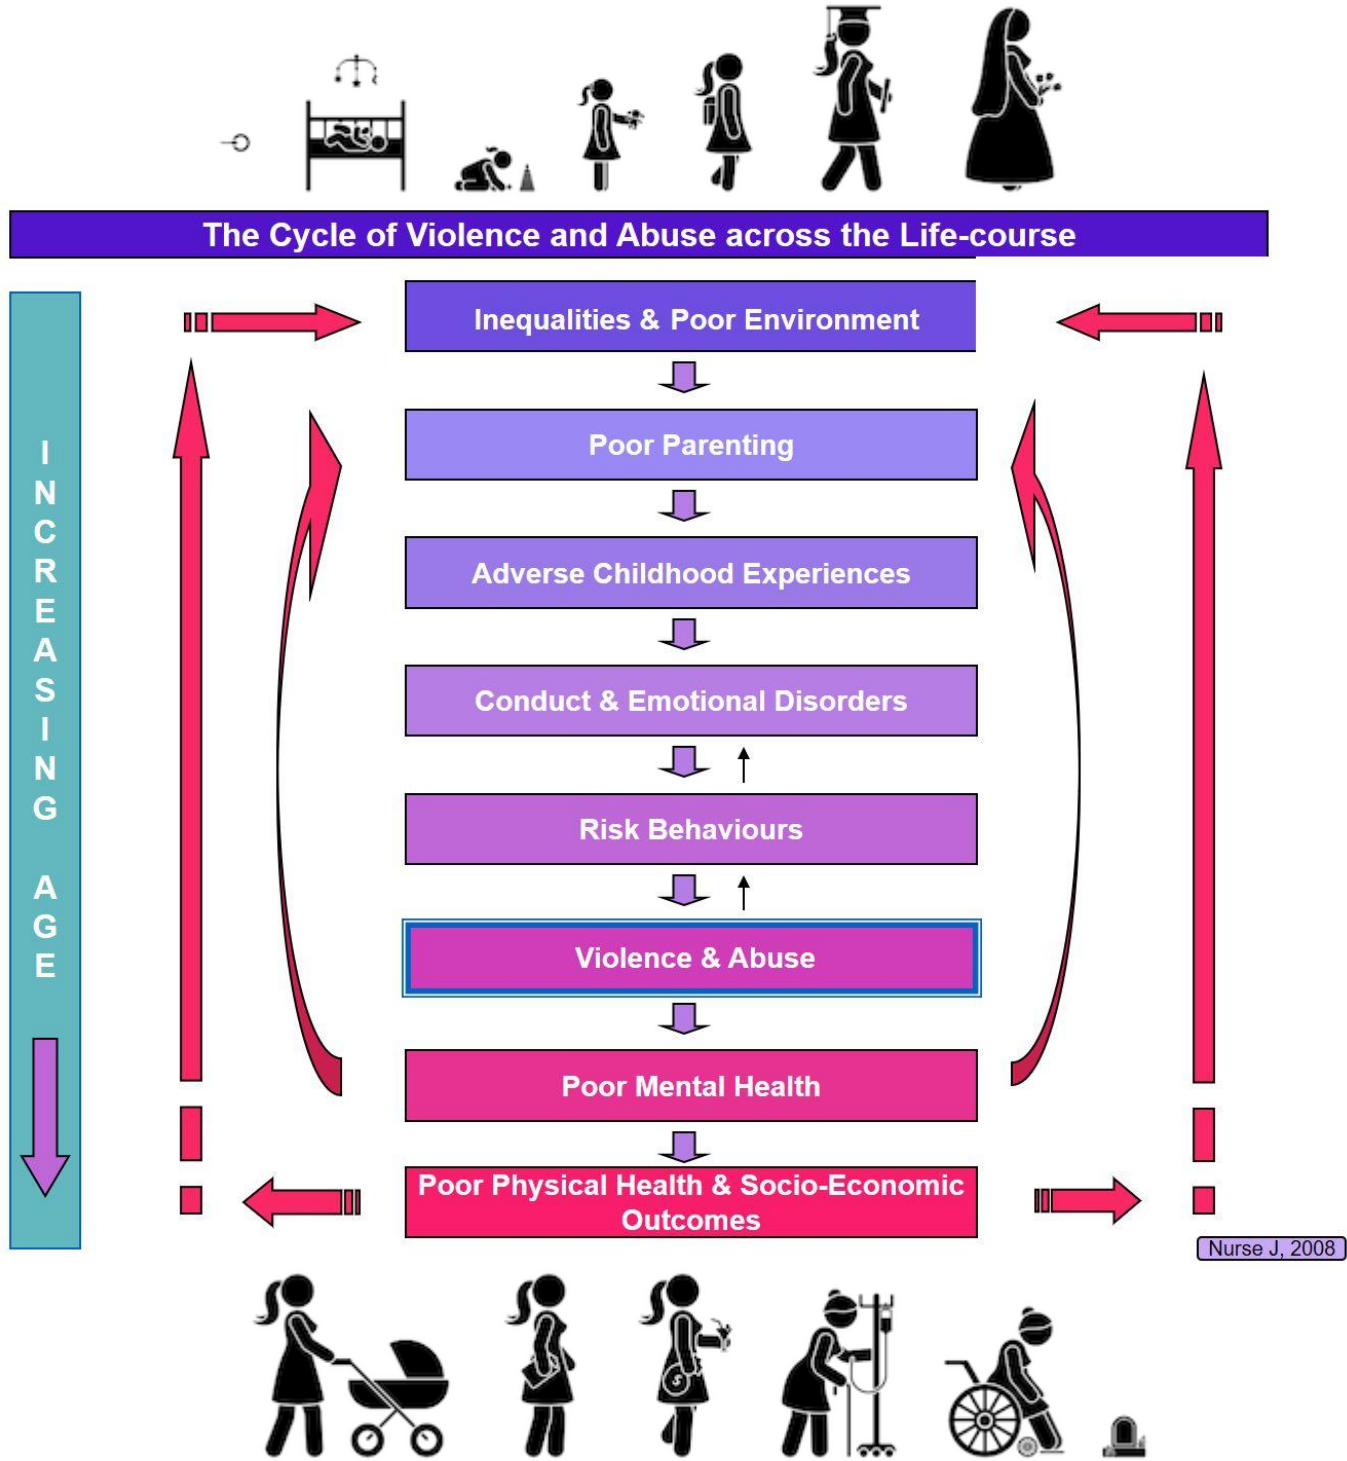 The Cycle of Violence and Abuse across the Life-course
INCREASING AGE
Inequalities & Poor Environment
Poor Parenting
Adverse Childhood Experiences
Conduct & Emotional Disorders
Risk Behaviours
Violence & Abuse
Poor Mental Health
Poor Physical Health & Socio-Economic
Outcomes
Nurse J, 2008
$